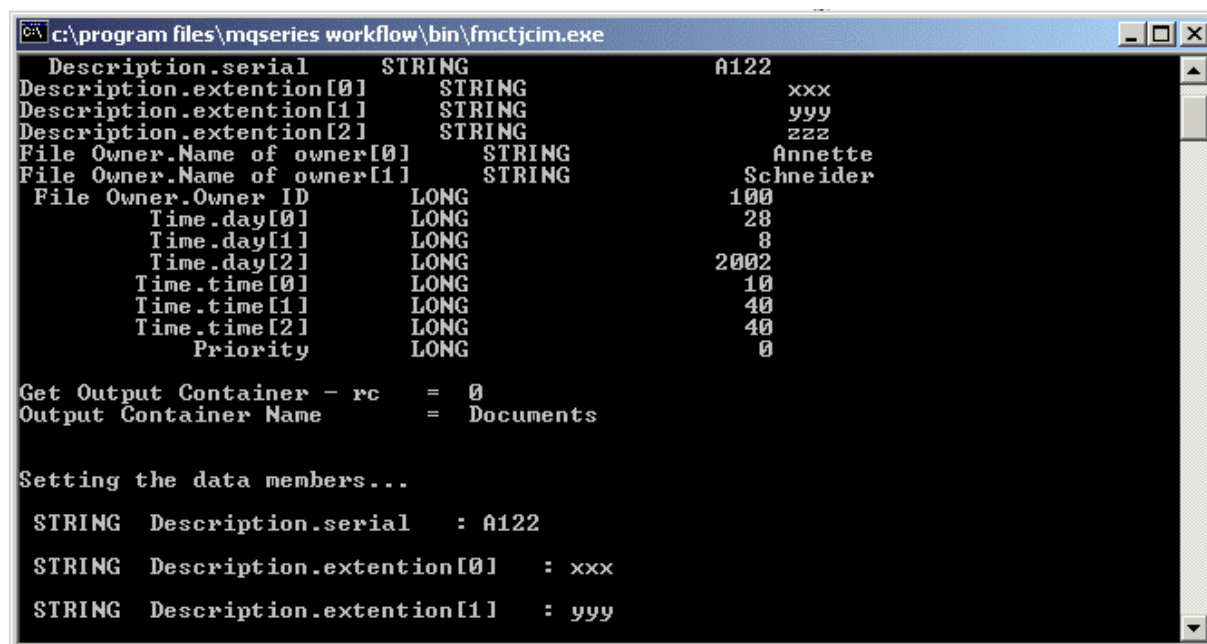 c:\program files\mqseries workflow\bin\fmctjcim.exe
Description.serial STRING A122
Description.extention[0] STRING xxx
Description.extention[1] STRING yyy
Description.extention[2] STRING zzz
File Owner.Name of owner[0] STRING Annette
File Owner.Name of owner[1] STRING Schneider
File Owner.Owner ID LONG 100
Time.day[0] LONG 28
Time.day[1] LONG 8
Time.day[2] LONG 2002
Time.time[0] LONG 10
Time.time[1] LONG 40
Time.time[2] LONG 40
Priority LONG 0
Get Output Container - rc = 0
Output Container Name = Documents
Setting the data members...
STRING Description.serial : A122
STRING Description.extention[0] : xxx
STRING Description.extention[1] : yyy